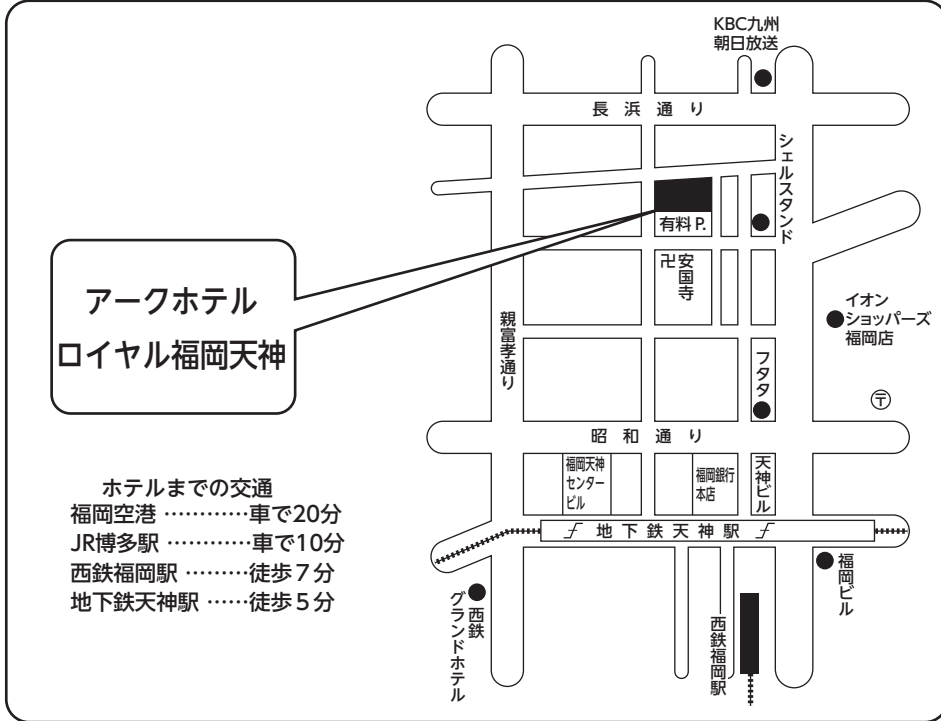 KBC九州
朝日放送
長浜通り
シェルスタンド
有料 P.
卍安国寺
アークホテル
ロイヤル福岡天神
親富孝通り
イオン
ショッパーズ
福岡店
フタタ
〒
昭和通り
福岡天神
センター
ビル
福岡銀行
本店
天神ビル
地下鉄天神駅
ホテルまでの交通
福岡空港 …………車で20分
JR博多駅 …………車で10分
西鉄福岡駅 ………徒歩7分
地下鉄天神駅 ……徒歩5分
西鉄
グランドホテル
西鉄福岡駅
福岡ビル